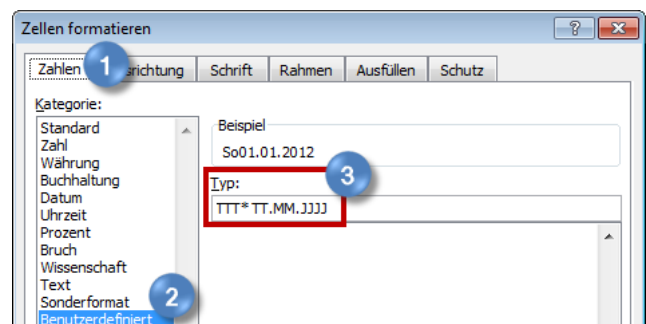 Zellen formatieren
Zahlen 1 srichtung Schrift Rahmen Ausfüllen Schutz
Kategorie:
Standard
Zahl
Währung
Buchhaltung
Datum
Uhrzeit
Prozent
Bruch
Wissenschaft
Text
Sonderformat
Benutzerdefiniert
2
Beispiel
So01.01.2012
3
Typ:
TTT* TT.MM.JJJJ